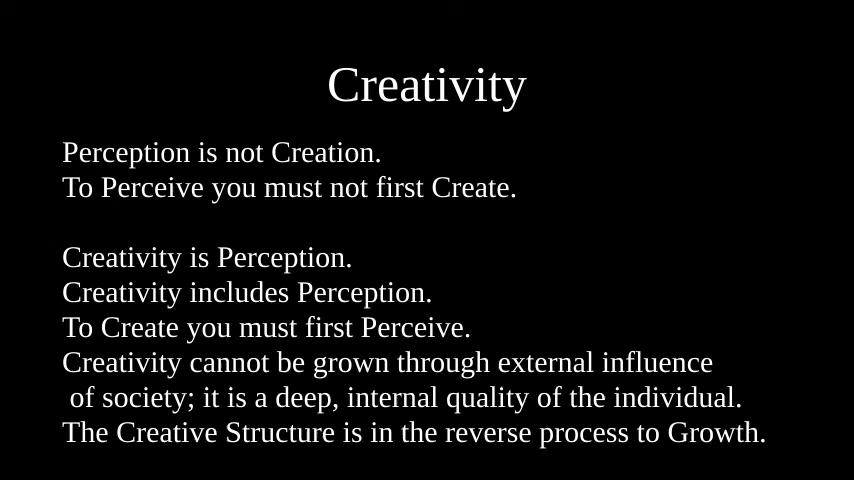 Creativity
Perception is not Creation.
To Perceive you must not first Create.
Creativity is Perception.
Creativity includes Perception.
To Create you must first Perceive.
Creativity cannot be grown through external influence
of society; it is a deep, internal quality of the individual.
The Creative Structure is in the reverse process to Growth.